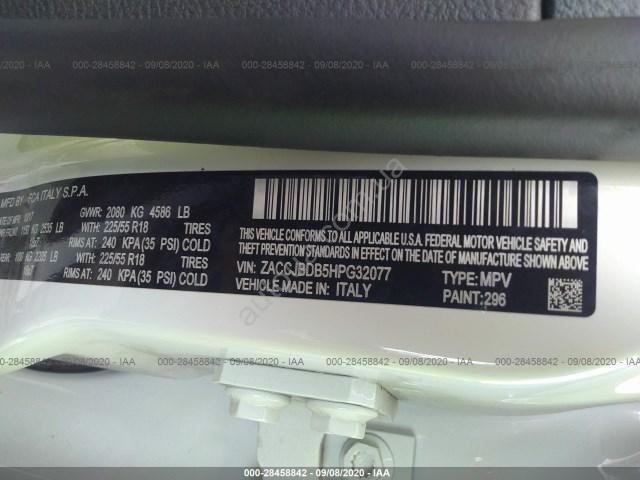 000-28458842 - 09/08/2020 - IAA
MFD BY FCA ITALY S.P.A.
GVWR: 2080 KG 4586 LB
WITH: 225/55 R18 TIRES
RIMS AT: 240 KPA(35 PSI) COLD
WITH: 225/55 R18 TIRES
RIMS AT: 240 KPA(35 PSI) COLD
THIS VEHICLE CONFORMS TO ALL APPLICABLE U.S.A. FEDERAL MOTOR VEHICLE SAFETY,
BUMPER, AND THEFT PREVENTION STANDARDS IN EFFECT ON THE DATE OF MANUFACTURE SHOWN ABOVE.
VIN: ZACCJBDB5HPG32077 TYPE: MPV
VEHICLE MADE IN: ITALY PAINT: 296
000-28458842 - 09/08/2020 - IAA
000-28458842 - 09/08/2020 - IAA